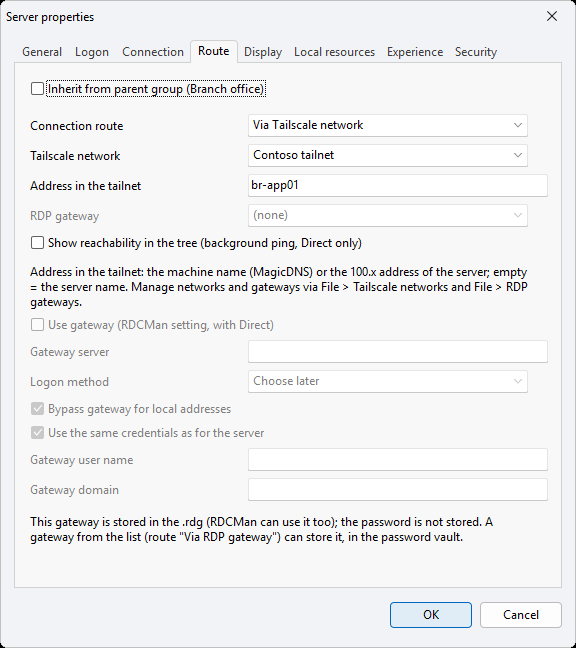 Server properties
General Logon Connection Route Display Local resources Experience Security
Inherit from parent group (Branch office)
Connection route Via Tailscale network
Tailscale network Contoso tailnet
Address in the tailnet br-app01
RDP gateway (none)
Show reachability in the tree (background ping, Direct only)
Address in the tailnet: the machine name (MagicDNS) or the 100.x address of the server; empty
= the server name. Manage networks and gateways via File > Tailscale networks and File > RDP
gateways.
Use gateway (RDCMan setting, with Direct)
Gateway server
Logon method Choose later
Bypass gateway for local addresses
Use the same credentials as for the server
Gateway user name
Gateway domain
This gateway is stored in the .rdg (RDCMan can use it too); the password is not stored. A
gateway from the list (route "Via RDP gateway") can store it, in the password vault.
OK Cancel